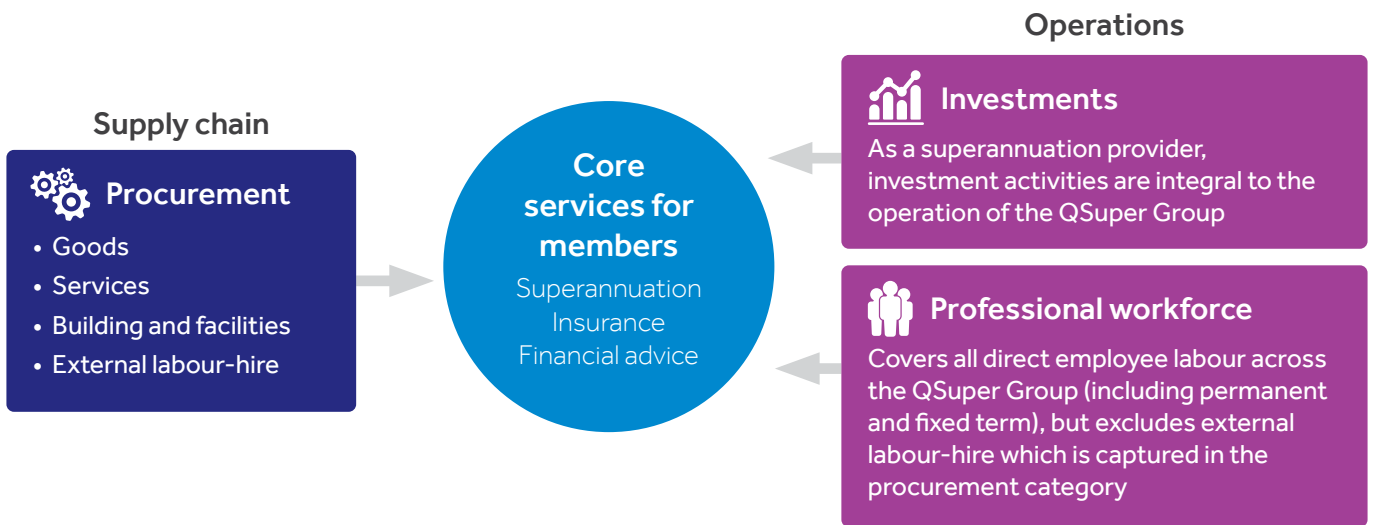 Supply chain
Procurement
• Goods
• Services
• Building and facilities
• External labour-hire
Core
services for
members
Superannuation
Insurance
Financial advice
Operations
Investments
As a superannuation provider,
investment activities are integral to the
operation of the QSuper Group
Professional workforce
Covers all direct employee labour across
the QSuper Group (including permanent
and fixed term), but excludes external
labour-hire which is captured in the
procurement category